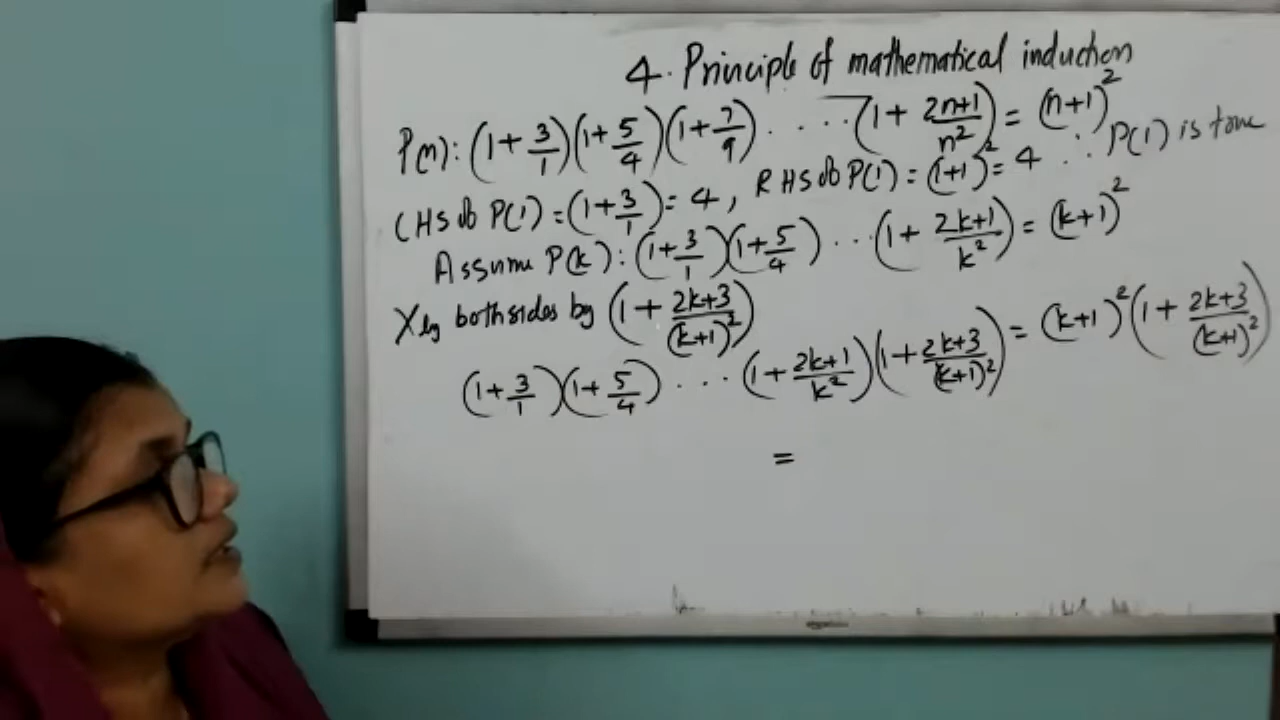 4. Principle of mathematical induction
P(n): (1 + 3/1)(1 + 5/4)(1 + 7/9) . . . . . (1 + 2n+1/n²) = (n+1)²
LHS of P(1) = (1 + 3/1) = 4, RHS of P(1) = (1+1)² = 4 ∴ P(1) is true
Assume P(k): (1 + 3/1)(1 + 5/4) . . . (1 + 2k+1/k²) = (k+1)²
Xly both sides by (1 + 2k+3/(k+1)²)
(1 + 3/1)(1 + 5/4) . . . (1 + 2k+1/k²)(1 + 2k+3/(k+1)²) = (k+1)²(1 + 2k+3/(k+1)²)
=